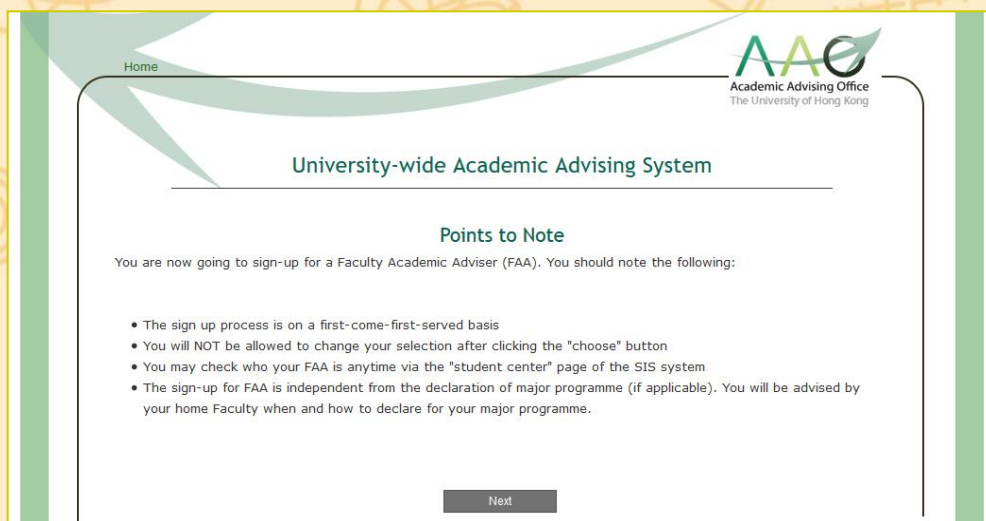 Home
AAO
Academic Advising Office
The University of Hong Kong
University-wide Academic Advising System
Points to Note
You are now going to sign-up for a Faculty Academic Adviser (FAA). You should note the following:
• The sign up process is on a first-come-first-served basis
• You will NOT be allowed to change your selection after clicking the "choose" button
• You may check who your FAA is anytime via the "student center" page of the SIS system
• The sign-up for FAA is independent from the declaration of major programme (if applicable). You will be advised by
your home Faculty when and how to declare for your major programme.
Next